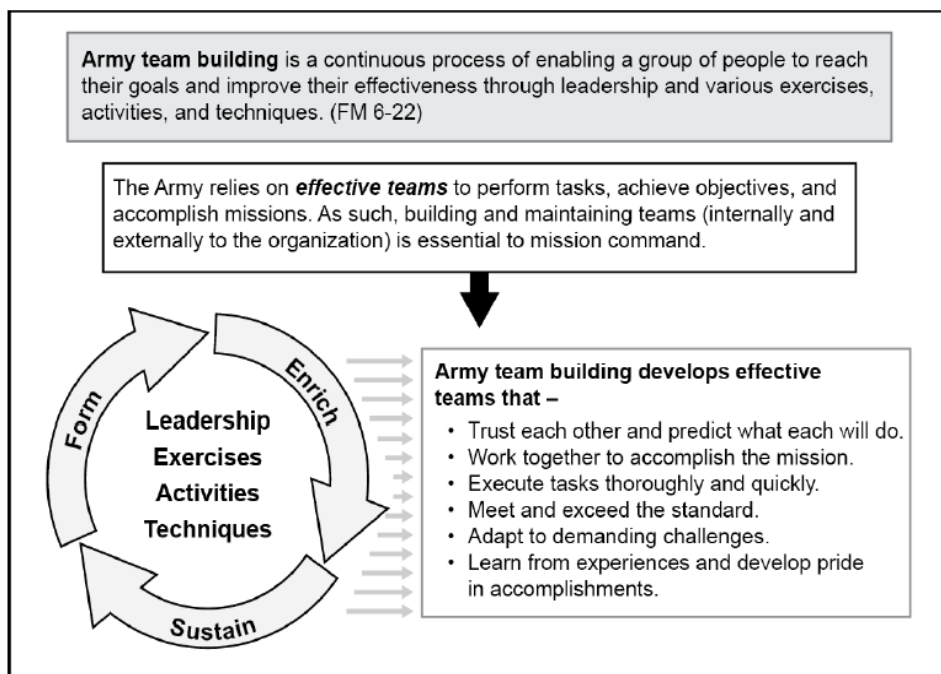 Army team building is a continuous process of enabling a group of people to reach
their goals and improve their effectiveness through leadership and various exercises,
activities, and techniques. (FM 6-22)
The Army relies on effective teams to perform tasks, achieve objectives, and
accomplish missions. As such, building and maintaining teams (internally and
externally to the organization) is essential to mission command.
Form
Enrich
Sustain
Leadership
Exercises
Activities
Techniques
Army team building develops effective
teams that –
• Trust each other and predict what each will do.
• Work together to accomplish the mission.
• Execute tasks thoroughly and quickly.
• Meet and exceed the standard.
• Adapt to demanding challenges.
• Learn from experiences and develop pride
in accomplishments.